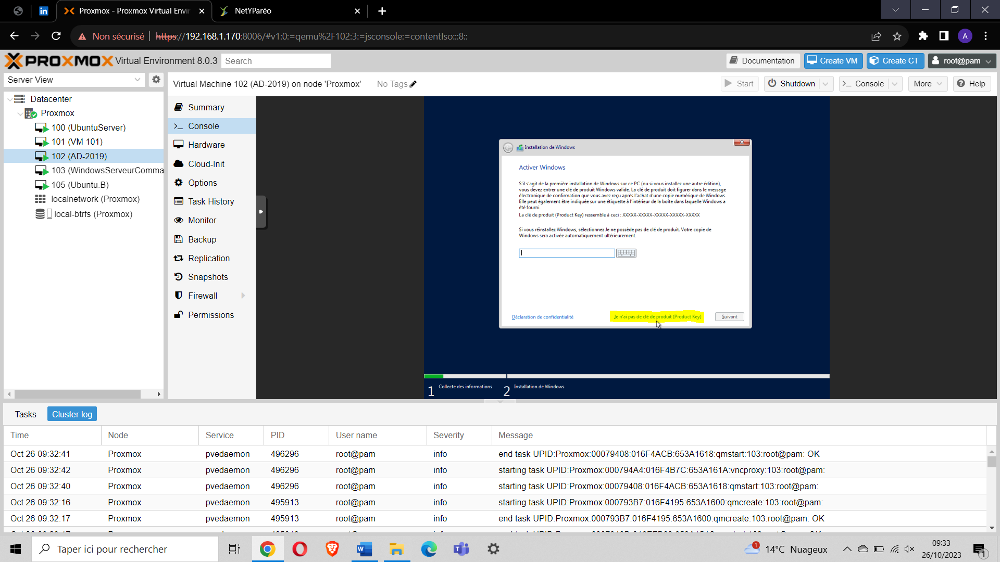 Proxmox - Proxmox Virtual Envir
NetYParéo
Non sécurisé
https://192.168.1.170:8006/#v1:0:=qemu%2F102:3:=jsconsole:=contentIso:::8::
A
PROXMOX Virtual Environment 8.0.3
Search
Documentation
Create VM
Create CT
root@pam
Server View
Virtual Machine 102 (AD-2019) on node 'Proxmox'
No Tags
Start
Shutdown
Console
More
Help
Datacenter
Proxmox
100 (UbuntuServer)
101 (VM 101)
102 (AD-2019)
103 (WindowsServeurComma
105 (Ubuntu.B)
localnetwork (Proxmox)
local-btrfs (Proxmox)
Summary
Console
Hardware
Cloud-Init
Options
Task History
Monitor
Backup
Replication
Snapshots
Firewall
Permissions
Installation de Windows
Activer Windows
S'il s'agit de la première installation de Windows sur ce PC (ou si vous installez une autre édition),
vous devez entrer une clé de produit Windows valide. La clé de produit doit figurer dans le message
électronique de confirmation que vous avez reçu après l'achat d'une copie numérique de Windows.
Elle peut également être indiquée sur une étiquette à l'intérieur de la boîte dans laquelle Windows a
été fourni.
La clé de produit (Product Key) ressemble à ceci : XXXXX-XXXXX-XXXXX-XXXXX-XXXXX
Si vous réinstallez Windows, sélectionnez Je ne possède pas de clé de produit. Votre copie de
Windows sera activée automatiquement ultérieurement.
Déclaration de confidentialité
Je n'ai pas de clé de produit (Product Key)
Suivant
1 Collecte des informations
2 Installation de Windows
Tasks
Cluster log
Time Node Service PID User name Severity Message
Oct 26 09:32:41 Proxmox pvedaemon 496296 root@pam info end task UPID:Proxmox:00079408:016F4ACB:653A1618:qmstart:103:root@pam: OK
Oct 26 09:32:42 Proxmox pvedaemon 496296 root@pam info starting task UPID:Proxmox:000794A4:016F4B7C:653A161A:vncproxy:103:root@pam:
Oct 26 09:32:40 Proxmox pvedaemon 496296 root@pam info starting task UPID:Proxmox:00079408:016F4ACB:653A1618:qmstart:103:root@pam:
Oct 26 09:32:16 Proxmox pvedaemon 495913 root@pam info starting task UPID:Proxmox:000793B7:016F4195:653A1600:qmcreate:103:root@pam:
Oct 26 09:32:17 Proxmox pvedaemon 495913 root@pam info end task UPID:Proxmox:000793B7:016F4195:653A1600:qmcreate:103:root@pam: OK
Taper ici pour rechercher
1
14°C Nuageux
09:33
26/10/2023
1